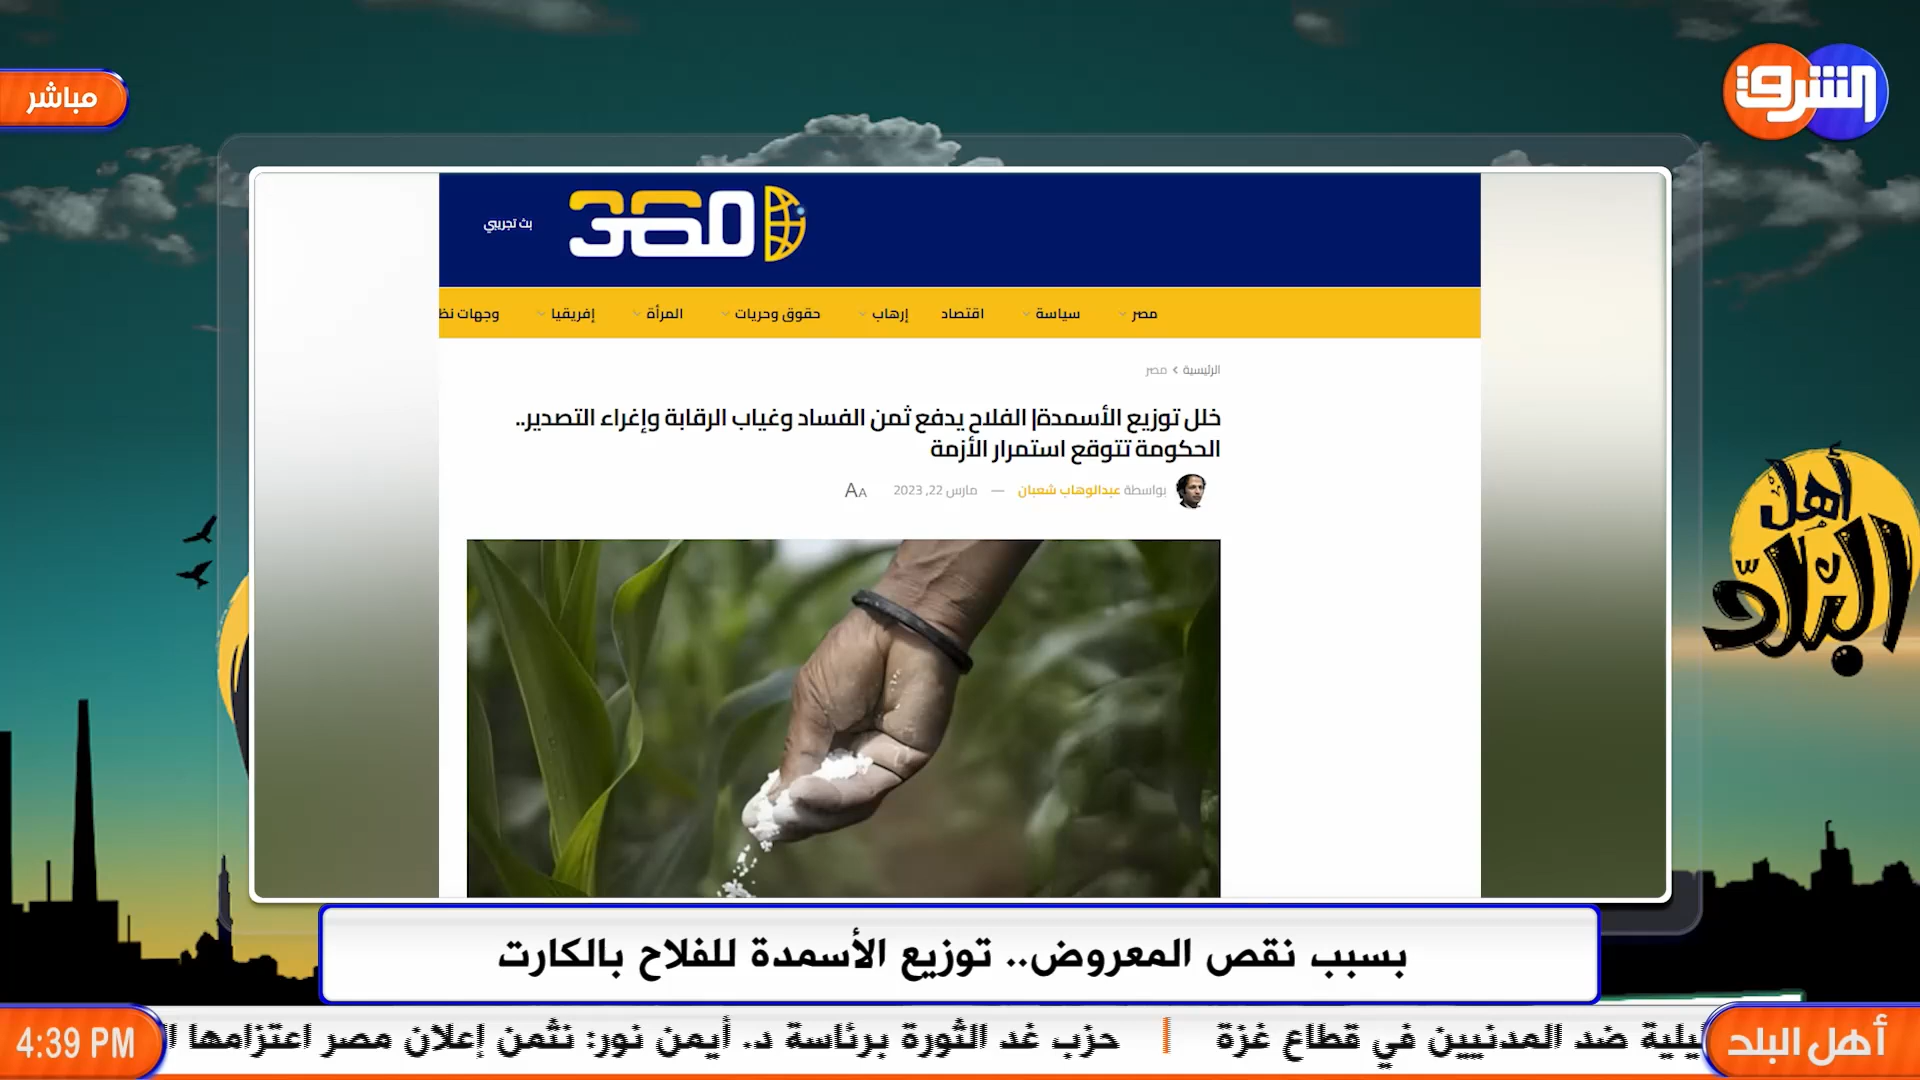 مباشر
الشرق
360
بث تجريبي
مصر سياسة اقتصاد إرهاب حقوق وحريات المرأة إفريقيا وجهات نظ
الرئيسية > مصر
خلل توزيع الأسمدة| الفلاح يدفع ثمن الفساد وغياب الرقابة وإغراء التصدير..
الحكومة تتوقع استمرار الأزمة
بواسطة عبدالوهاب شعبان — مارس 22, 2023 AA
أهل
البلد
بسبب نقص المعروض.. توزيع الأسمدة للفلاح بالكارت
أهل البلد
يلية ضد المدنيين في قطاع غزة | حزب غد الثورة برئاسة د. أيمن نور: نثمن إعلان مصر اعتزامها ا
4:39 PM